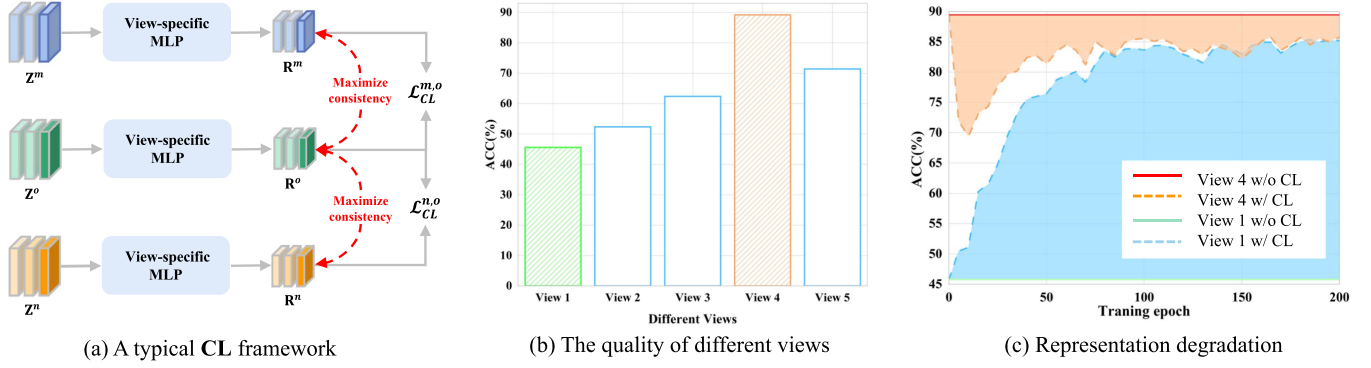 View-specific
MLP
Z^m
R^m
Maximize
consistency
ℒ_CL^{m,o}
View-specific
MLP
Z^o
R^o
Maximize
consistency
ℒ_CL^{n,o}
View-specific
MLP
Z^n
R^n
(a) A typical CL framework
ACC(%)
90
80
70
60
50
40
30
20
10
0
View 1 View 2 View 3 View 4 View 5
Different Views
(b) The quality of different views
ACC(%)
90
85
80
75
70
65
60
55
50
45
View 4 w/o CL
View 4 w/ CL
View 1 w/o CL
View 1 w/ CL
0 50 100 150 200
Traning epoch
(c) Representation degradation